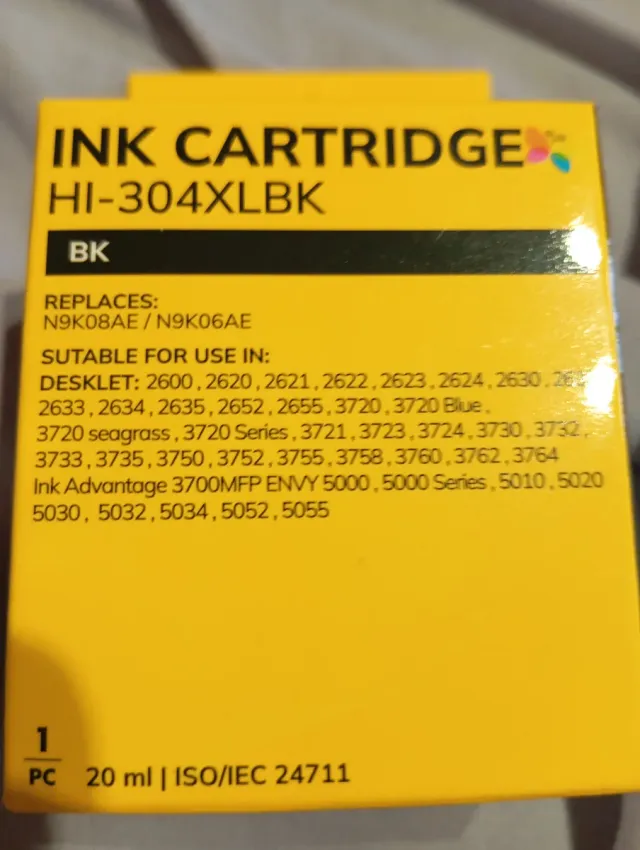 INK CARTRIDGE
HI-304XLBK
BK
REPLACES:
N9K08AE / N9K06AE
SUTABLE FOR USE IN:
DESKLET: 2600 , 2620 , 2621 , 2622 , 2623 , 2624 , 2630 ,
2633 , 2634 , 2635 , 2652 , 2655 , 3720 , 3720 Blue ,
3720 seagrass , 3720 Series , 3721 , 3723 , 3724 , 3730 , 3732 ,
3733 , 3735 , 3750 , 3752 , 3755 , 3758 , 3760 , 3762 , 3764
Ink Advantage 3700MFP ENVY 5000 , 5000 Series , 5010 , 5020
5030 , 5032 , 5034 , 5052 , 5055
1
PC
20 ml | ISO/IEC 24711